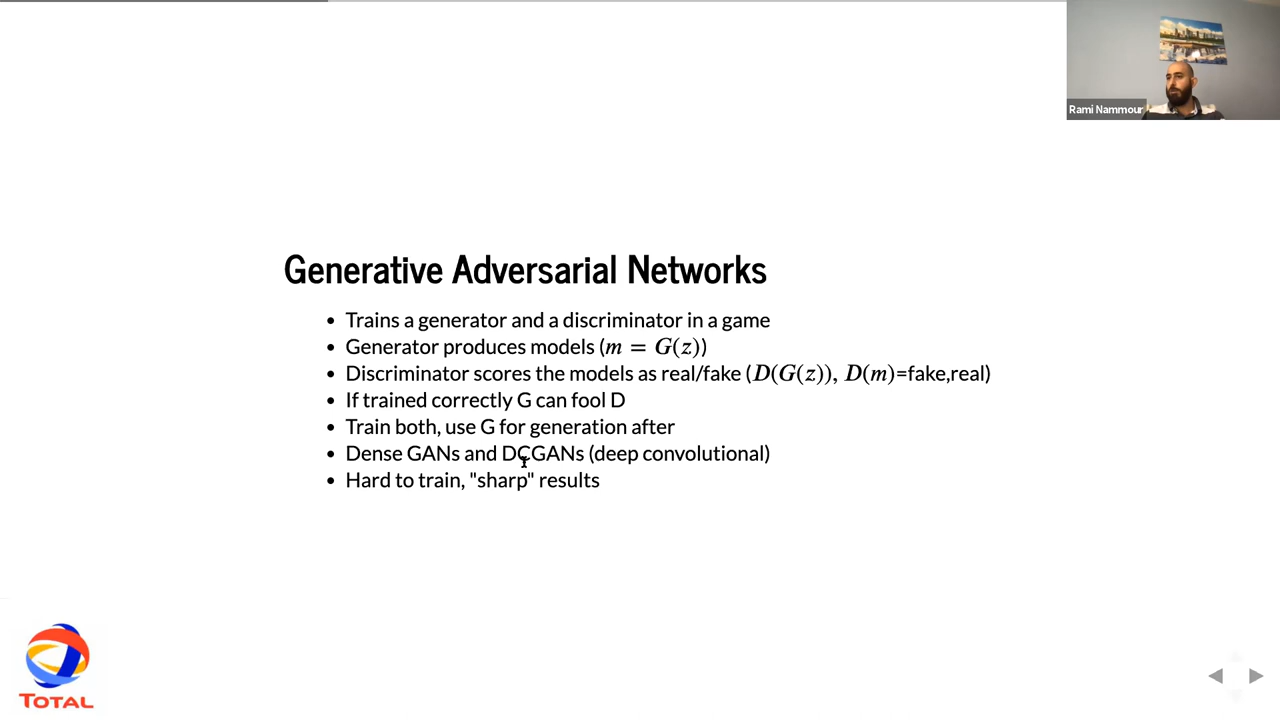 Rami Nammour
Generative Adversarial Networks
• Trains a generator and a discriminator in a game
• Generator produces models (m = G(z))
• Discriminator scores the models as real/fake (D(G(z)), D(m)=fake,real)
• If trained correctly G can fool D
• Train both, use G for generation after
• Dense GANs and DCGANs (deep convolutional)
• Hard to train, "sharp" results
TOTAL